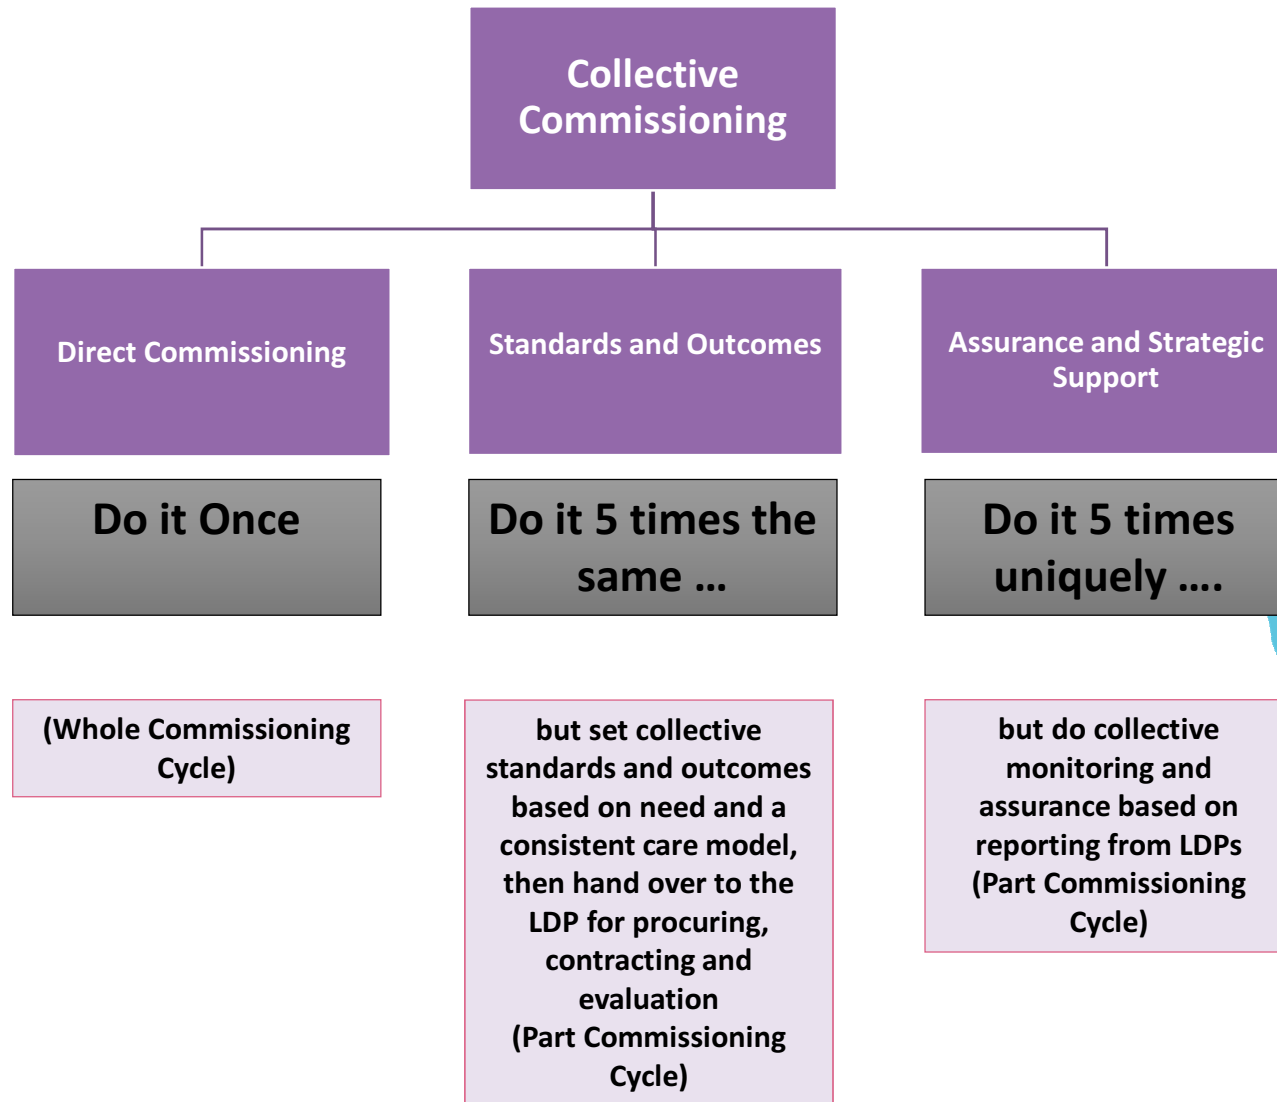 Collective
Commissioning
Direct Commissioning
Standards and Outcomes
Assurance and Strategic
Support
Do it Once
Do it 5 times the
same ...
Do it 5 times
uniquely ....
(Whole Commissioning
Cycle)
but set collective
standards and outcomes
based on need and a
consistent care model,
then hand over to the
LDP for procuring,
contracting and
evaluation
(Part Commissioning
Cycle)
but do collective
monitoring and
assurance based on
reporting from LDPs
(Part Commissioning
Cycle)